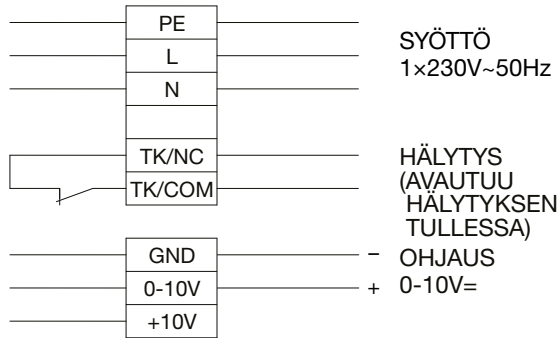 PE
L
N
SYÖTTÖ
1×230V~50Hz
TK/NC
TK/COM
HÄLYTYS
(AVAUTUU
HÄLYTYKSEN
TULLESSA)
GND
0-10V
+10V
− OHJAUS
+ 0-10V=